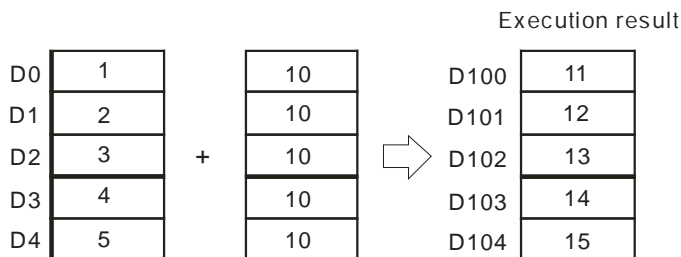 Execution result
D0 1 10 D100 11
D1 2 10 D101 12
D2 3 + 10 D102 13
D3 4 10 D103 14
D4 5 10 D104 15